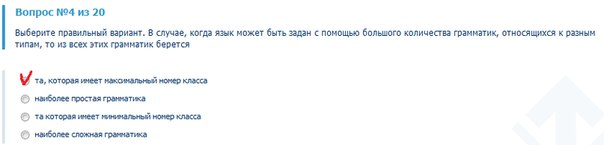 Вопрос №4 из 20
Выберите правильный вариант. В случае, когда язык может быть задан с помощью большого количества грамматик, относящихся к разным
типам, то из всех этих грамматик берется
та, которая имеет максимальный номер класса
наиболее простая грамматика
та которая имеет минимальный номер класса
наиболее сложная грамматика